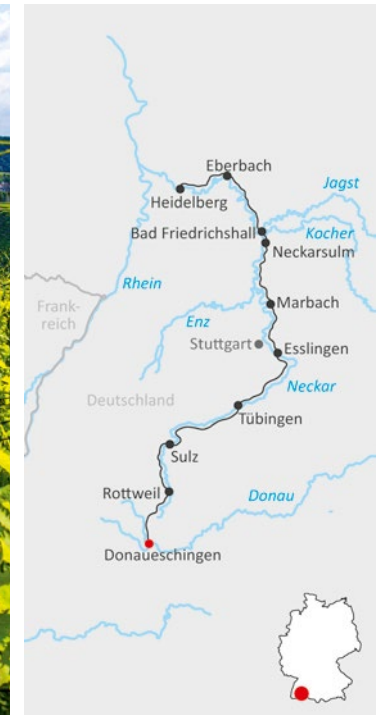 Eberbach
Heidelberg
Jagst
Bad Friedrichshall
Kocher
Neckarsulm
Rhein
Frank-
reich
Enz
Marbach
Stuttgart
Esslingen
Neckar
Deutschland
Tübingen
Sulz
Rottweil
Donau
Donaueschingen